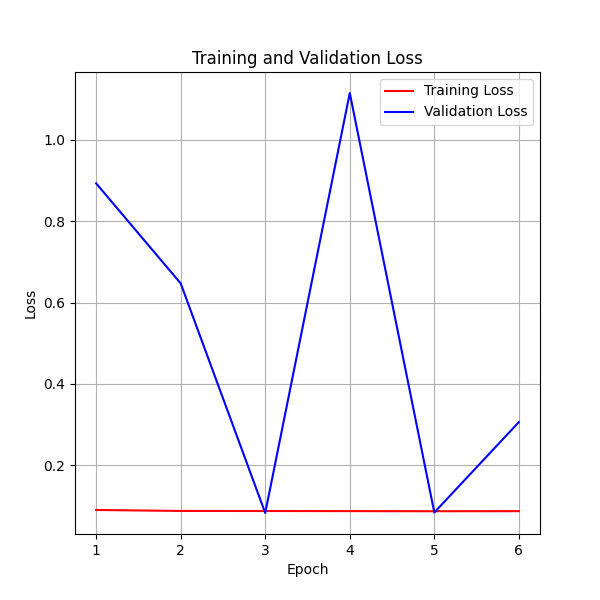 Training and Validation Loss
Training Loss
Validation Loss
1.0
0.8
0.6
0.4
0.2
Loss
1 2 3 4 5 6
Epoch